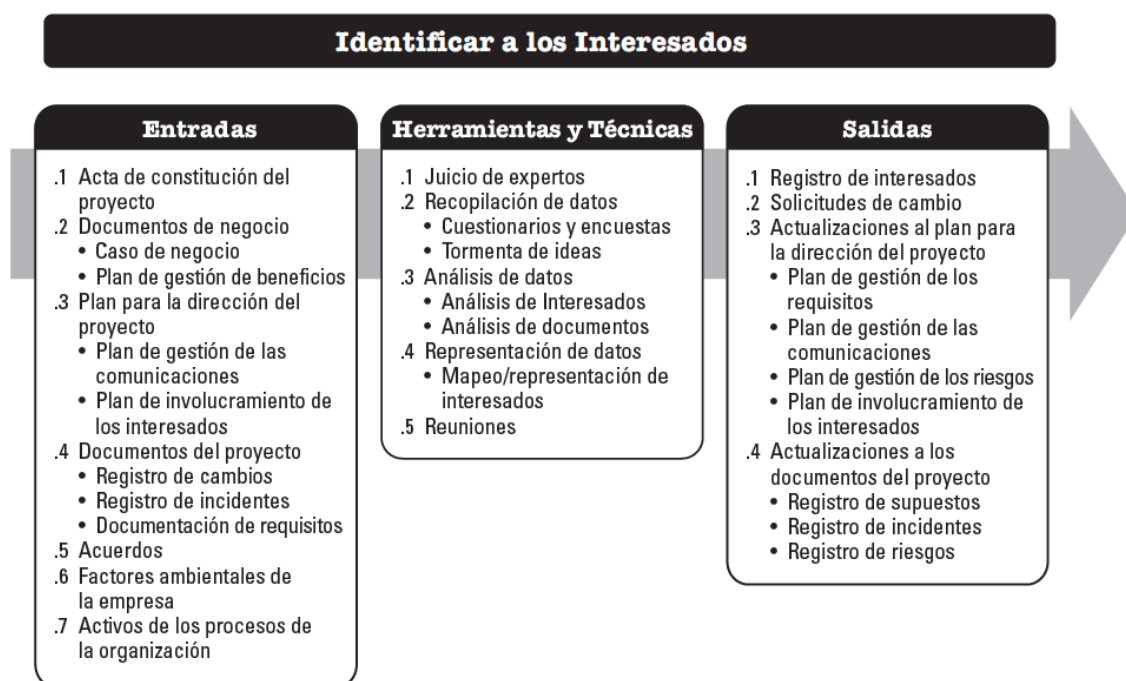 Identificar a los Interesados
Entradas
.1 Acta de constitución del
proyecto
.2 Documentos de negocio
• Caso de negocio
• Plan de gestión de beneficios
.3 Plan para la dirección del
proyecto
• Plan de gestión de las
comunicaciones
• Plan de involucramiento de
los interesados
.4 Documentos del proyecto
• Registro de cambios
• Registro de incidentes
• Documentación de requisitos
.5 Acuerdos
.6 Factores ambientales de
la empresa
.7 Activos de los procesos de
la organización
Herramientas y Técnicas
.1 Juicio de expertos
.2 Recopilación de datos
• Cuestionarios y encuestas
• Tormenta de ideas
.3 Análisis de datos
• Análisis de Interesados
• Análisis de documentos
.4 Representación de datos
• Mapeo/representación de
interesados
.5 Reuniones
Salidas
.1 Registro de interesados
.2 Solicitudes de cambio
.3 Actualizaciones al plan para
la dirección del proyecto
• Plan de gestión de los
requisitos
• Plan de gestión de las
comunicaciones
• Plan de gestión de los riesgos
• Plan de involucramiento de
los interesados
.4 Actualizaciones a los
documentos del proyecto
• Registro de supuestos
• Registro de incidentes
• Registro de riesgos